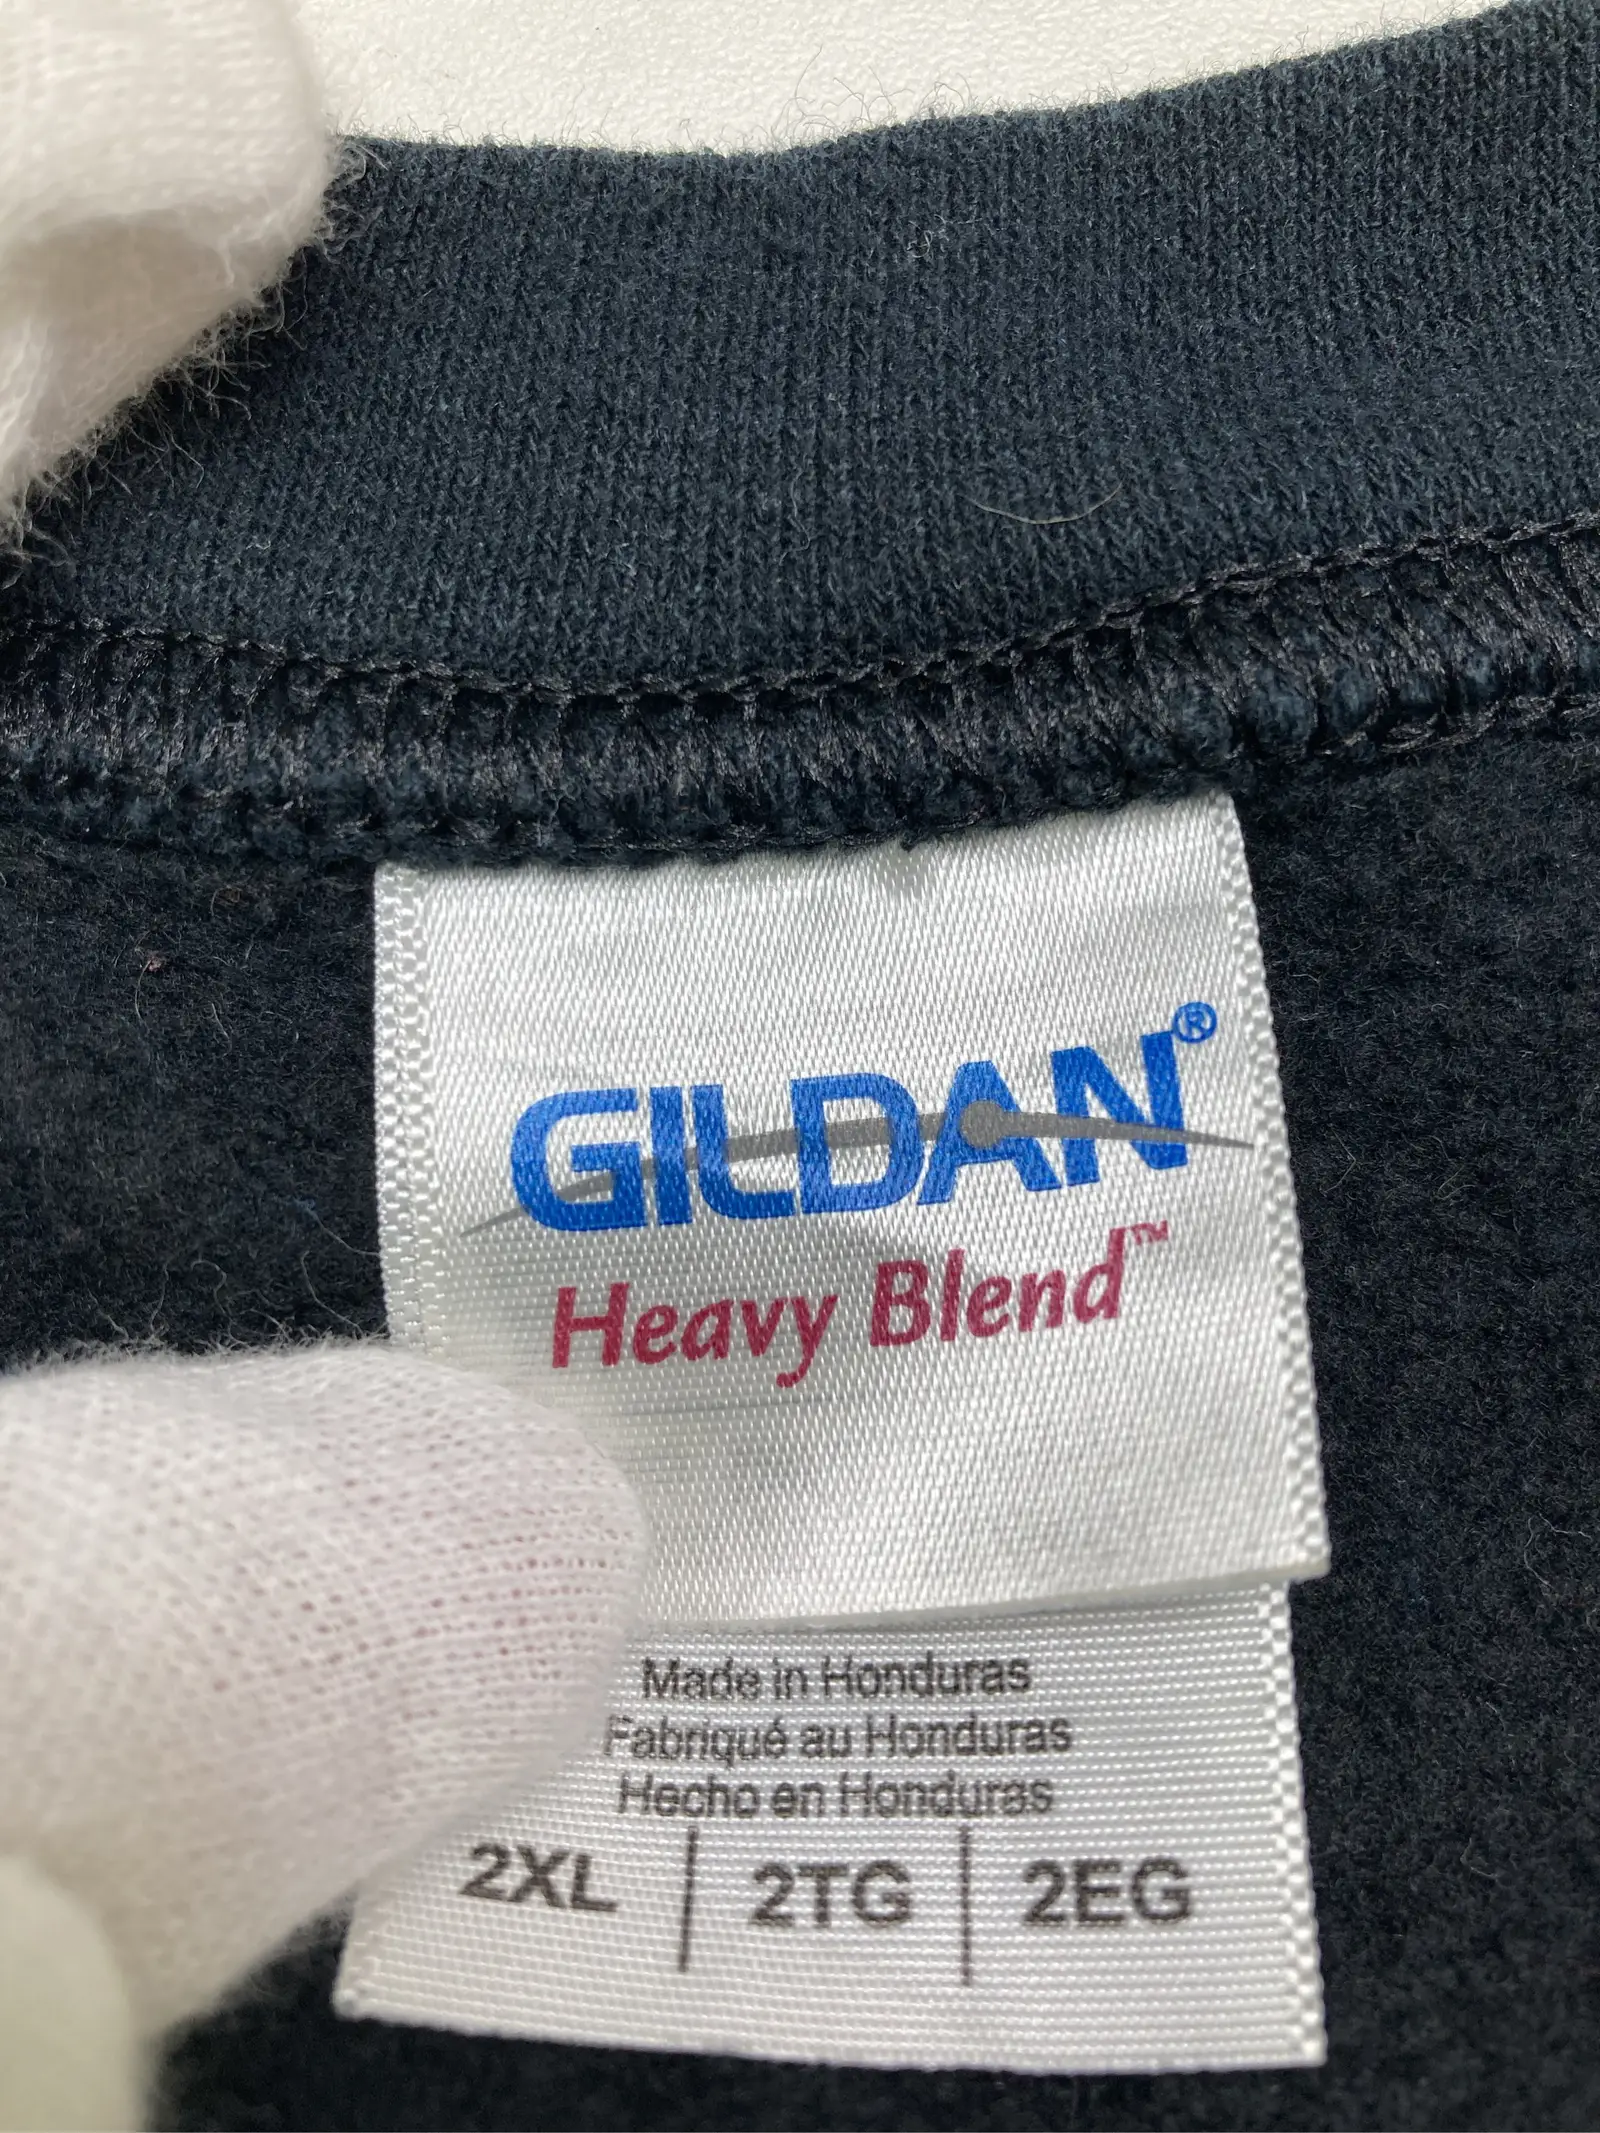 GILDAN®
Heavy Blend™
Made in Honduras
Fabriqué au Honduras
Hecho en Honduras
2XL | 2TG | 2EG